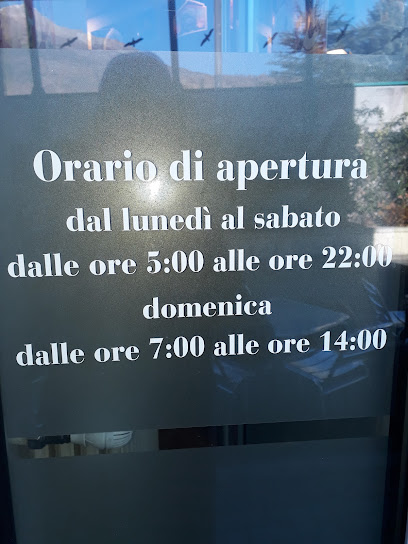 Orario di apertura
dal lunedì al sabato
dalle ore 5:00 alle ore 22:00
domenica
dalle ore 7:00 alle ore 14:00